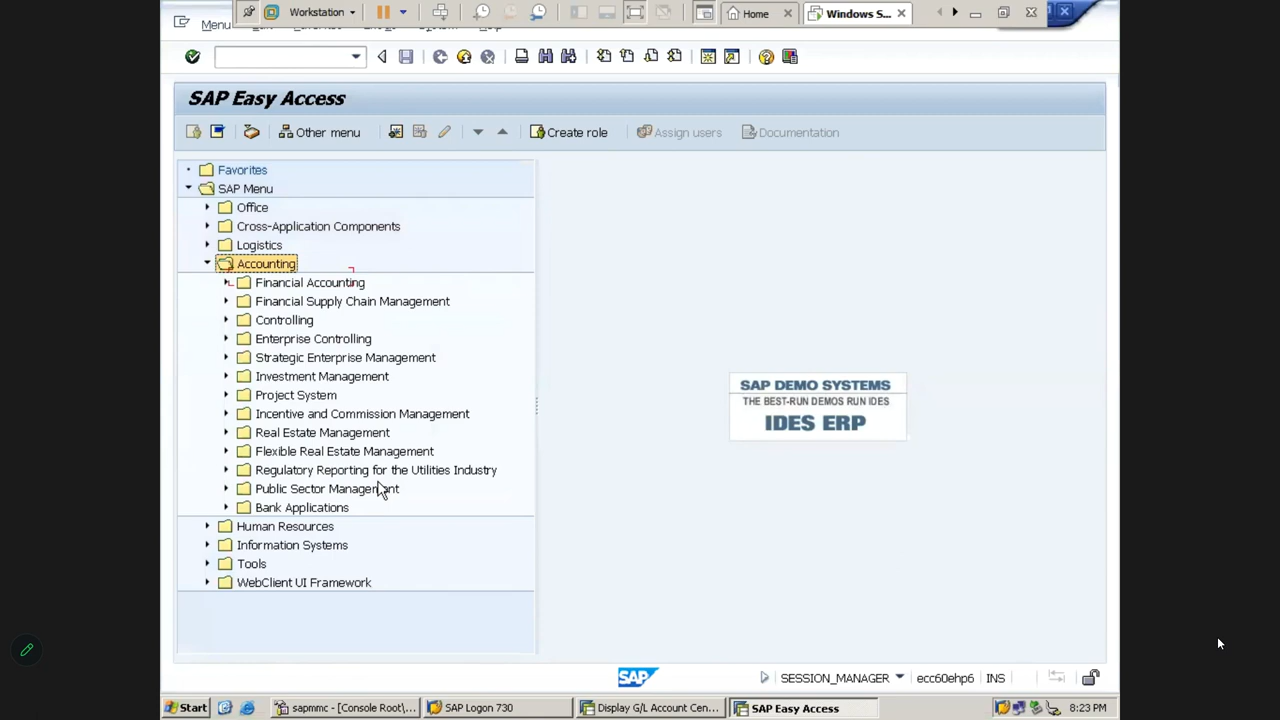 Workstation
Home
Windows S...
Menu
SAP Easy Access
Other menu
Create role
Assign users
Documentation
Favorites
SAP Menu
Office
Cross-Application Components
Logistics
Accounting
Financial Accounting
Financial Supply Chain Management
Controlling
Enterprise Controlling
Strategic Enterprise Management
Investment Management
Project System
Incentive and Commission Management
Real Estate Management
Flexible Real Estate Management
Regulatory Reporting for the Utilities Industry
Public Sector Management
Bank Applications
Human Resources
Information Systems
Tools
WebClient UI Framework
SAP DEMO SYSTEMS
THE BEST-RUN DEMOS RUN IDES
IDES ERP
SAP
SESSION_MANAGER
ecc60ehp6
INS
Start
sapmmc - [Console Root\...
SAP Logon 730
Display G/L Account Cen...
SAP Easy Access
8:23 PM